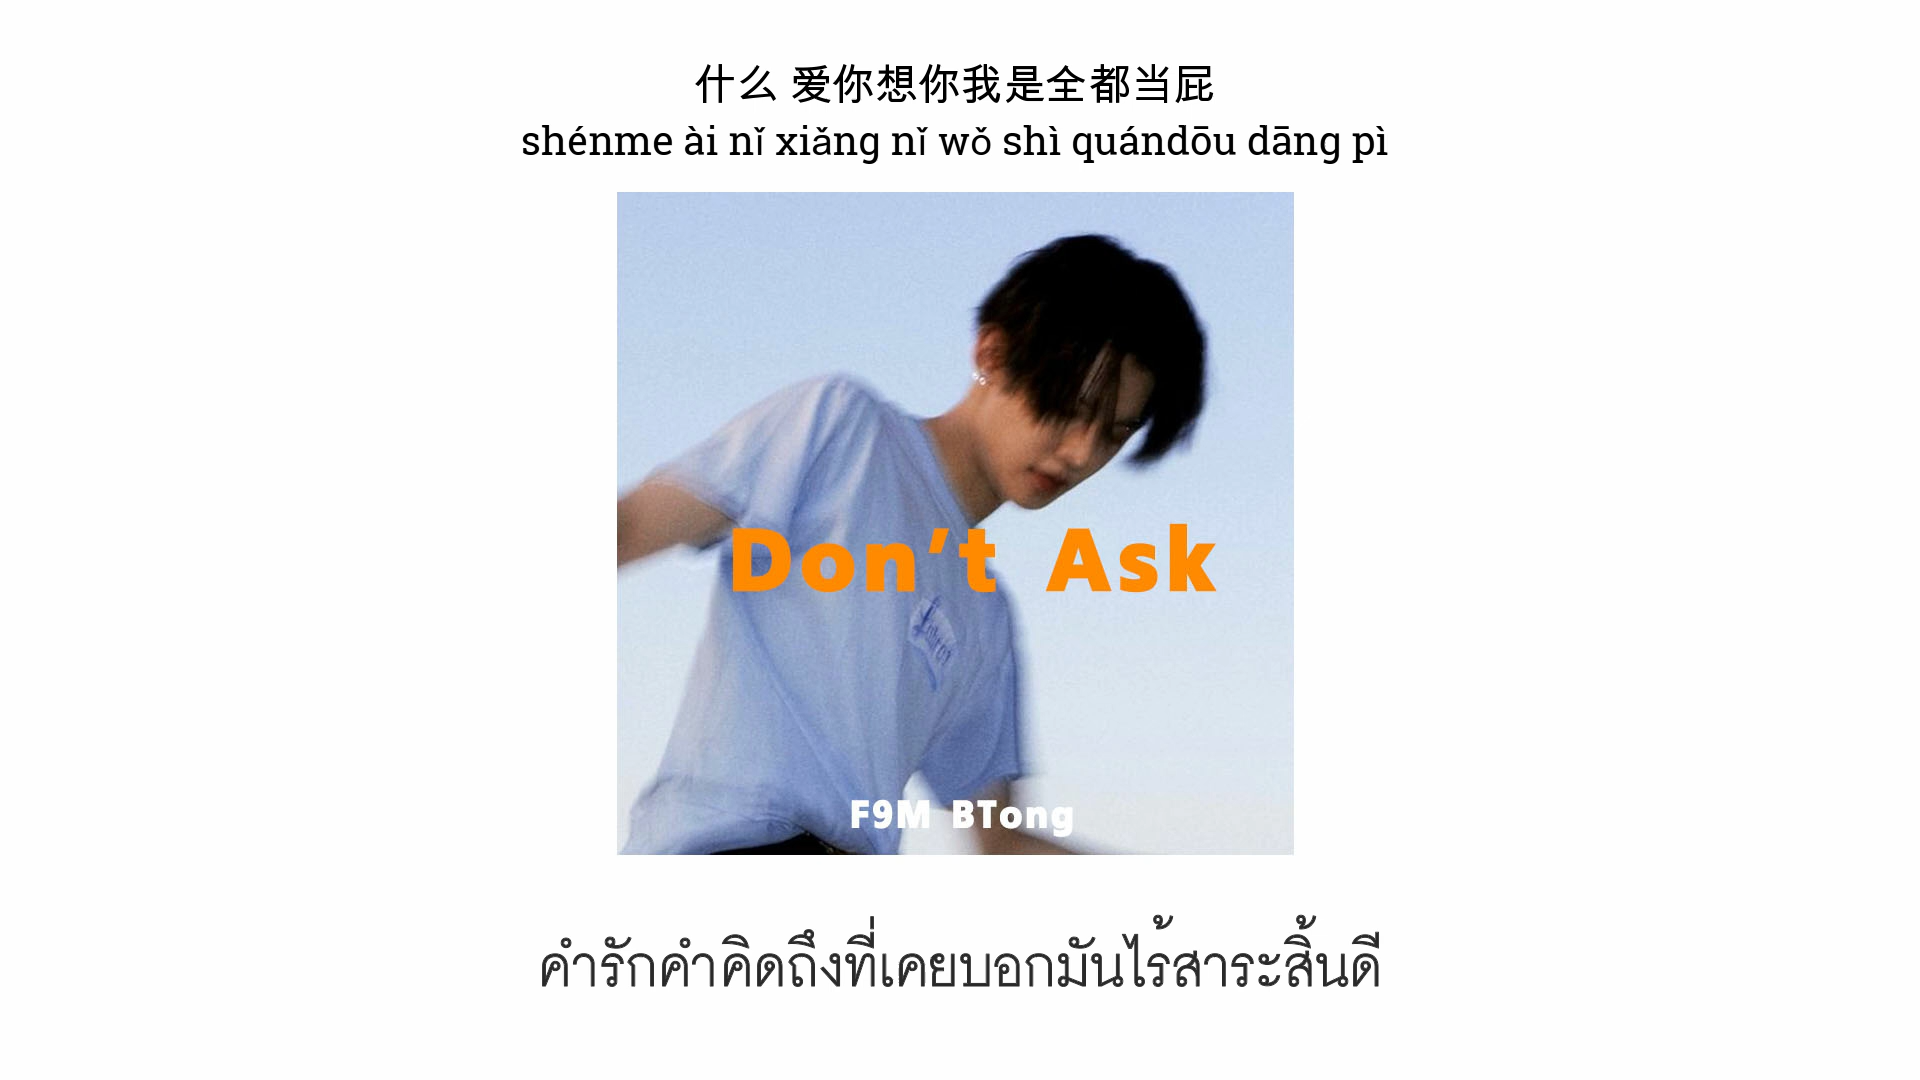 什么 爱你想你我是全都当屁
shénme ài nǐ xiǎng nǐ wǒ shì quándōu dāng pì
Don't Ask
F9M BTong
คำรักคำคิดถึงที่เคยบอกมันไร้สาระสิ้นดี